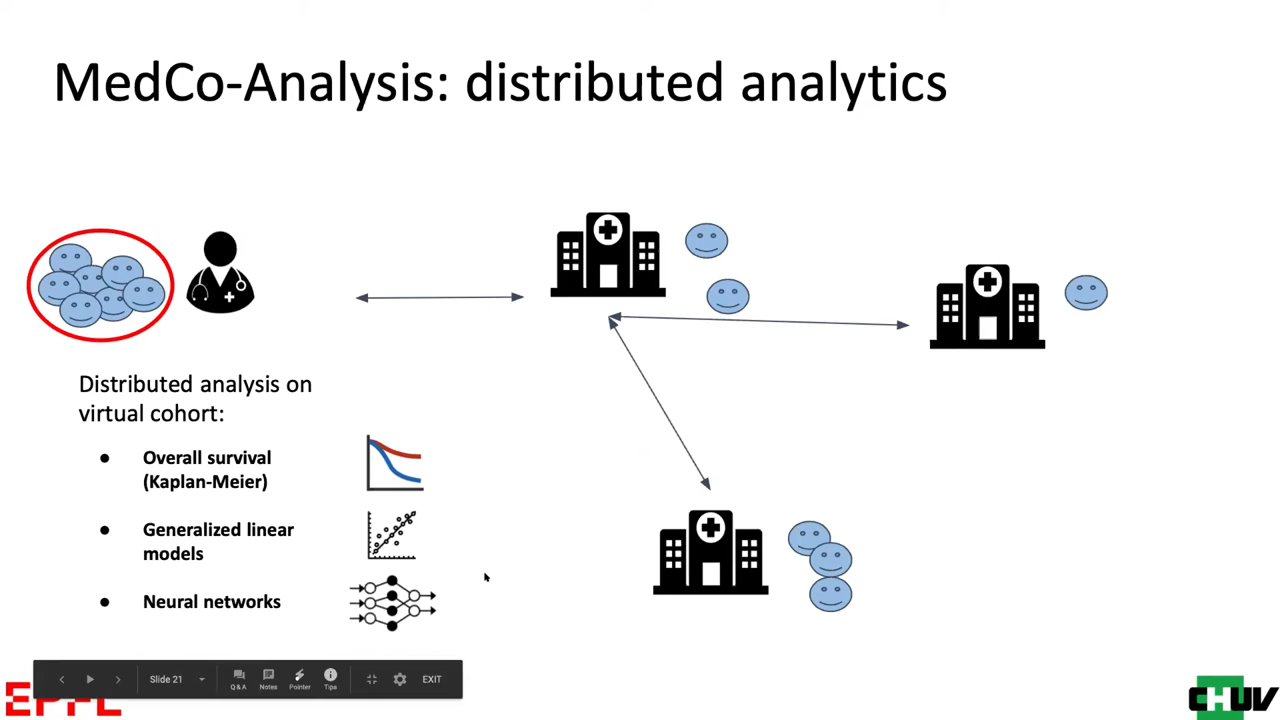 MedCo-Analysis: distributed analytics
Distributed analysis on
virtual cohort:
● Overall survival
(Kaplan-Meier)
● Generalized linear
models
● Neural networks
Slide 21
Q & A
Notes
Pointer
Tips
EXIT
EPFL
CHUV